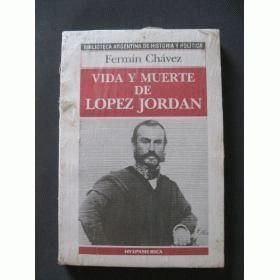 BIBLIOTECA ARGENTINA DE HISTORIA Y POLITICA
Fermín Chávez
VIDA Y MUERTE
DE
LOPEZ JORDAN
HYSPAMERICA